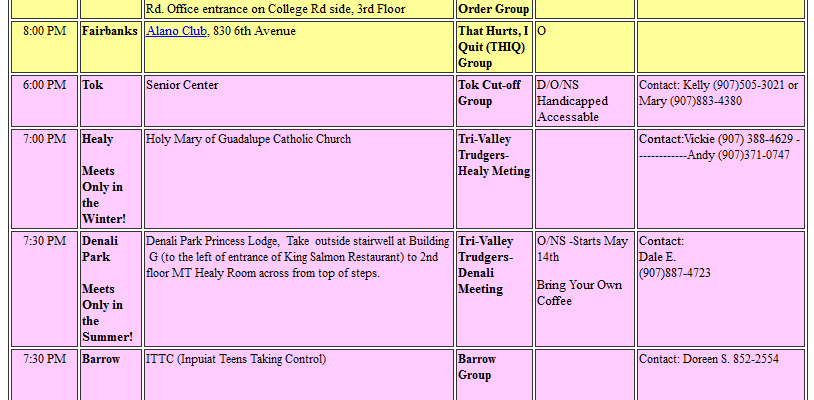 Rd. Office entrance on College Rd side, 3rd Floor
Order Group
8:00 PM
Fairbanks
Alano Club, 830 6th Avenue
That Hurts, I
Quit (THIQ)
Group
O
6:00 PM
Tok
Senior Center
Tok Cut-off
Group
D/O/NS
Handicapped
Accessable
Contact: Kelly (907)505-3021 or
Mary (907)883-4380
7:00 PM
Healy
Meets
Only in
the
Winter!
Holy Mary of Guadalupe Catholic Church
Tri-Valley
Trudgers-
Healy Meting
Contact:Vickie (907) 388-4629 -
------------Andy (907)371-0747
7:30 PM
Denali
Park
Meets
Only in
the
Summer!
Denali Park Princess Lodge, Take outside stairwell at Building
G (to the left of entrance of King Salmon Restaurant) to 2nd
floor MT Healy Room across from top of steps.
Tri-Valley
Trudgers-
Denali
Meeting
O/NS -Starts May
14th
Bring Your Own
Coffee
Contact:
Dale E.
(907)887-4723
7:30 PM
Barrow
ITTC (Inpuiat Teens Taking Control)
Barrow
Group
Contact: Doreen S. 852-2554